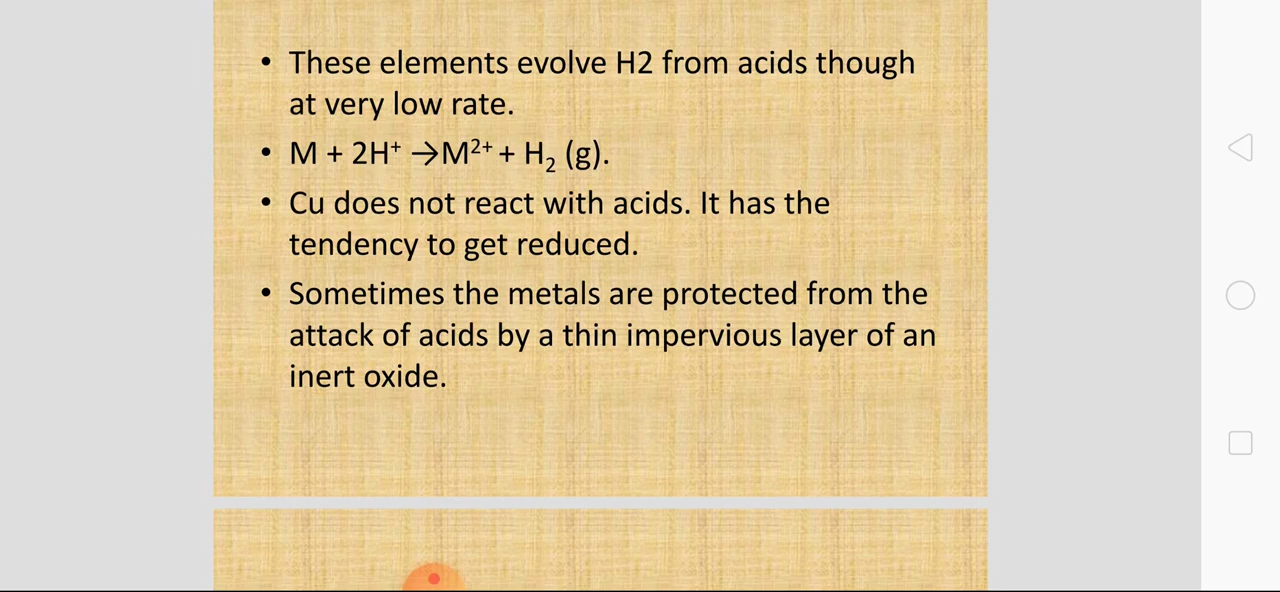 • These elements evolve H2 from acids though
at very low rate.
• M + 2H⁺ →M²⁺ + H₂ (g).
• Cu does not react with acids. It has the
tendency to get reduced.
• Sometimes the metals are protected from the
attack of acids by a thin impervious layer of an
inert oxide.